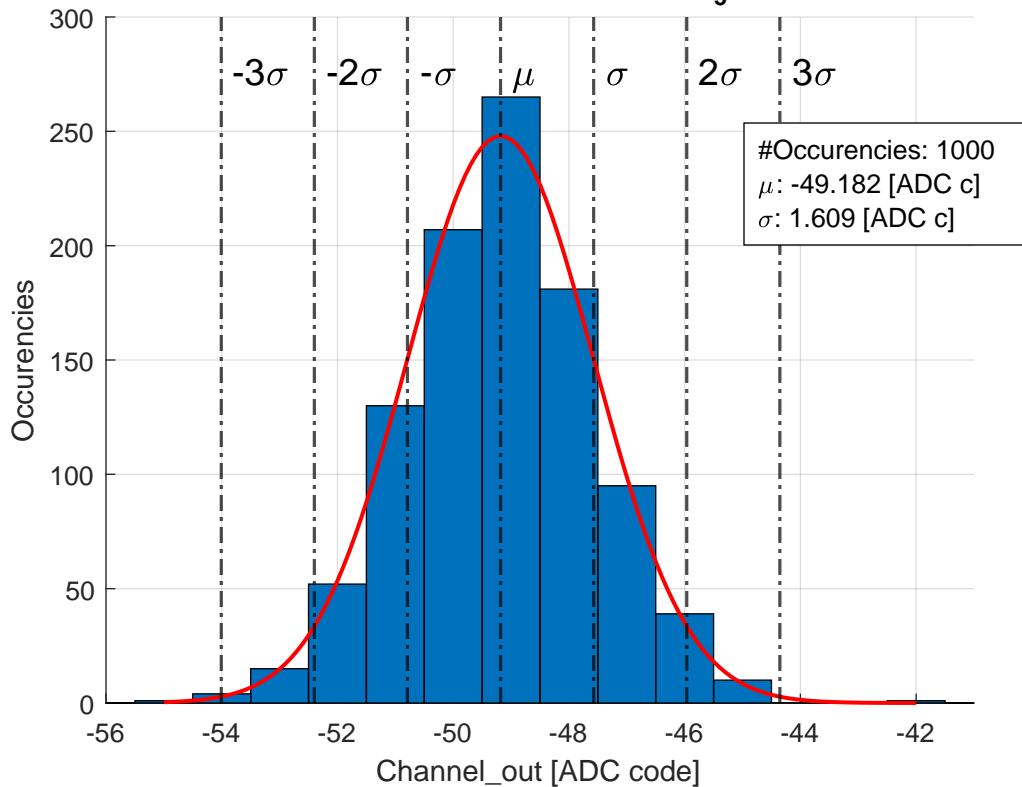 300
250
200
150
100
50
0
-3σ -2σ -σ μ σ 2σ 3σ
#Occurencies: 1000
μ: -49.182 [ADC c]
σ: 1.609 [ADC c]
Occurencies
-56 -54 -52 -50 -48 -46 -44 -42
Channel_out [ADC code]